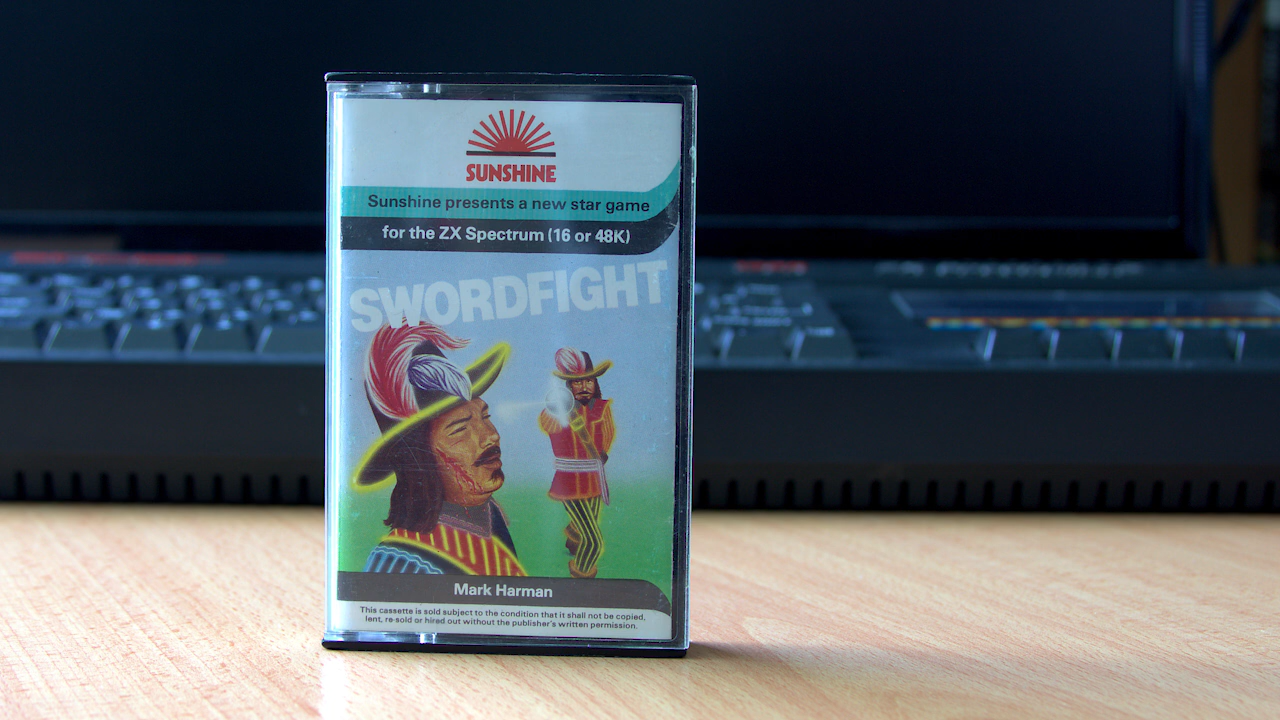 SUNSHINE
Sunshine presents a new star game
for the ZX Spectrum (16 or 48K)
SWORDFIGHT
Mark Harman
This cassette is sold subject to the condition that it shall not be copied,
lent, re-sold or hired out without the publisher's written permission.